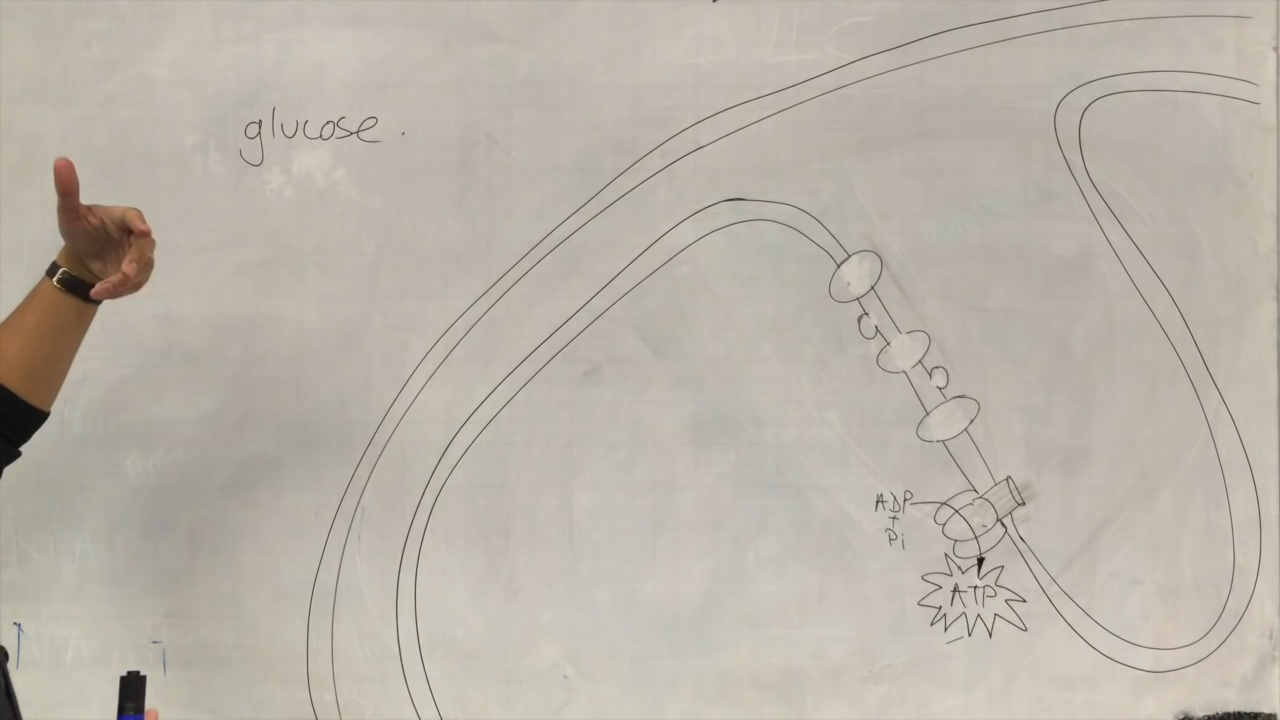 glucose.
ADP
+
Pi
ATP